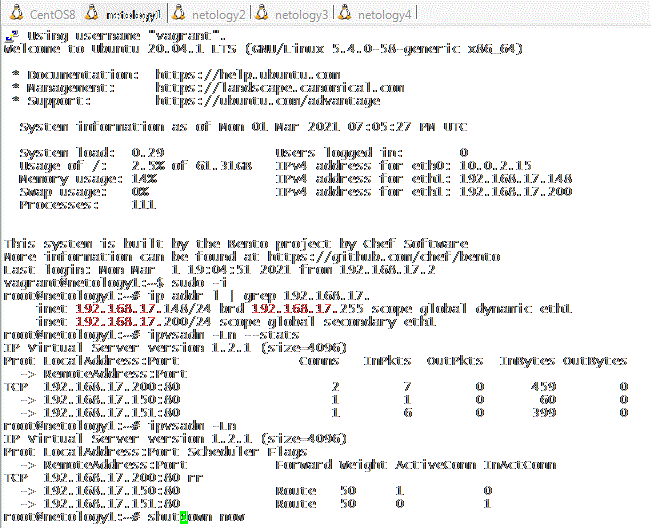 CentOS8 netology1 netology2 netology3 netology4
Using username "vagrant".
Welcome to Ubuntu 20.04.1 LTS (GNU/Linux 5.4.0-58-generic x86_64)
* Documentation: https://help.ubuntu.com
* Management: https://landscape.canonical.com
* Support: https://ubuntu.com/advantage
System information as of Mon 01 Mar 2021 07:05:27 PM UTC
System load: 0.29 Users logged in: 0
Usage of /: 2.5% of 61.31GB IPv4 address for eth0: 10.0.2.15
Memory usage: 14% IPv4 address for eth1: 192.168.17.148
Swap usage: 0% IPv4 address for eth1: 192.168.17.200
Processes: 111
This system is built by the Bento project by Chef Software
More information can be found at https://github.com/chef/bento
Last login: Mon Mar 1 19:04:51 2021 from 192.168.17.2
vagrant@netology1:~$ sudo -i
root@netology1:~# ip addr l | grep 192.168.17.
inet 192.168.17.148/24 brd 192.168.17.255 scope global dynamic eth1
inet 192.168.17.200/24 scope global secondary eth1
root@netology1:~# ipvsadm -Ln --stats
IP Virtual Server version 1.2.1 (size=4096)
Prot LocalAddress:Port Conns InPkts OutPkts InBytes OutBytes
-> RemoteAddress:Port
TCP 192.168.17.200:80 2 7 0 459 0
-> 192.168.17.150:80 1 1 0 60 0
-> 192.168.17.151:80 1 6 0 399 0
root@netology1:~# ipvsadm -Ln
IP Virtual Server version 1.2.1 (size=4096)
Prot LocalAddress:Port Scheduler Flags
-> RemoteAddress:Port Forward Weight ActiveConn InActConn
TCP 192.168.17.200:80 rr
-> 192.168.17.150:80 Route 50 1 0
-> 192.168.17.151:80 Route 50 0 1
root@netology1:~# shutdown now